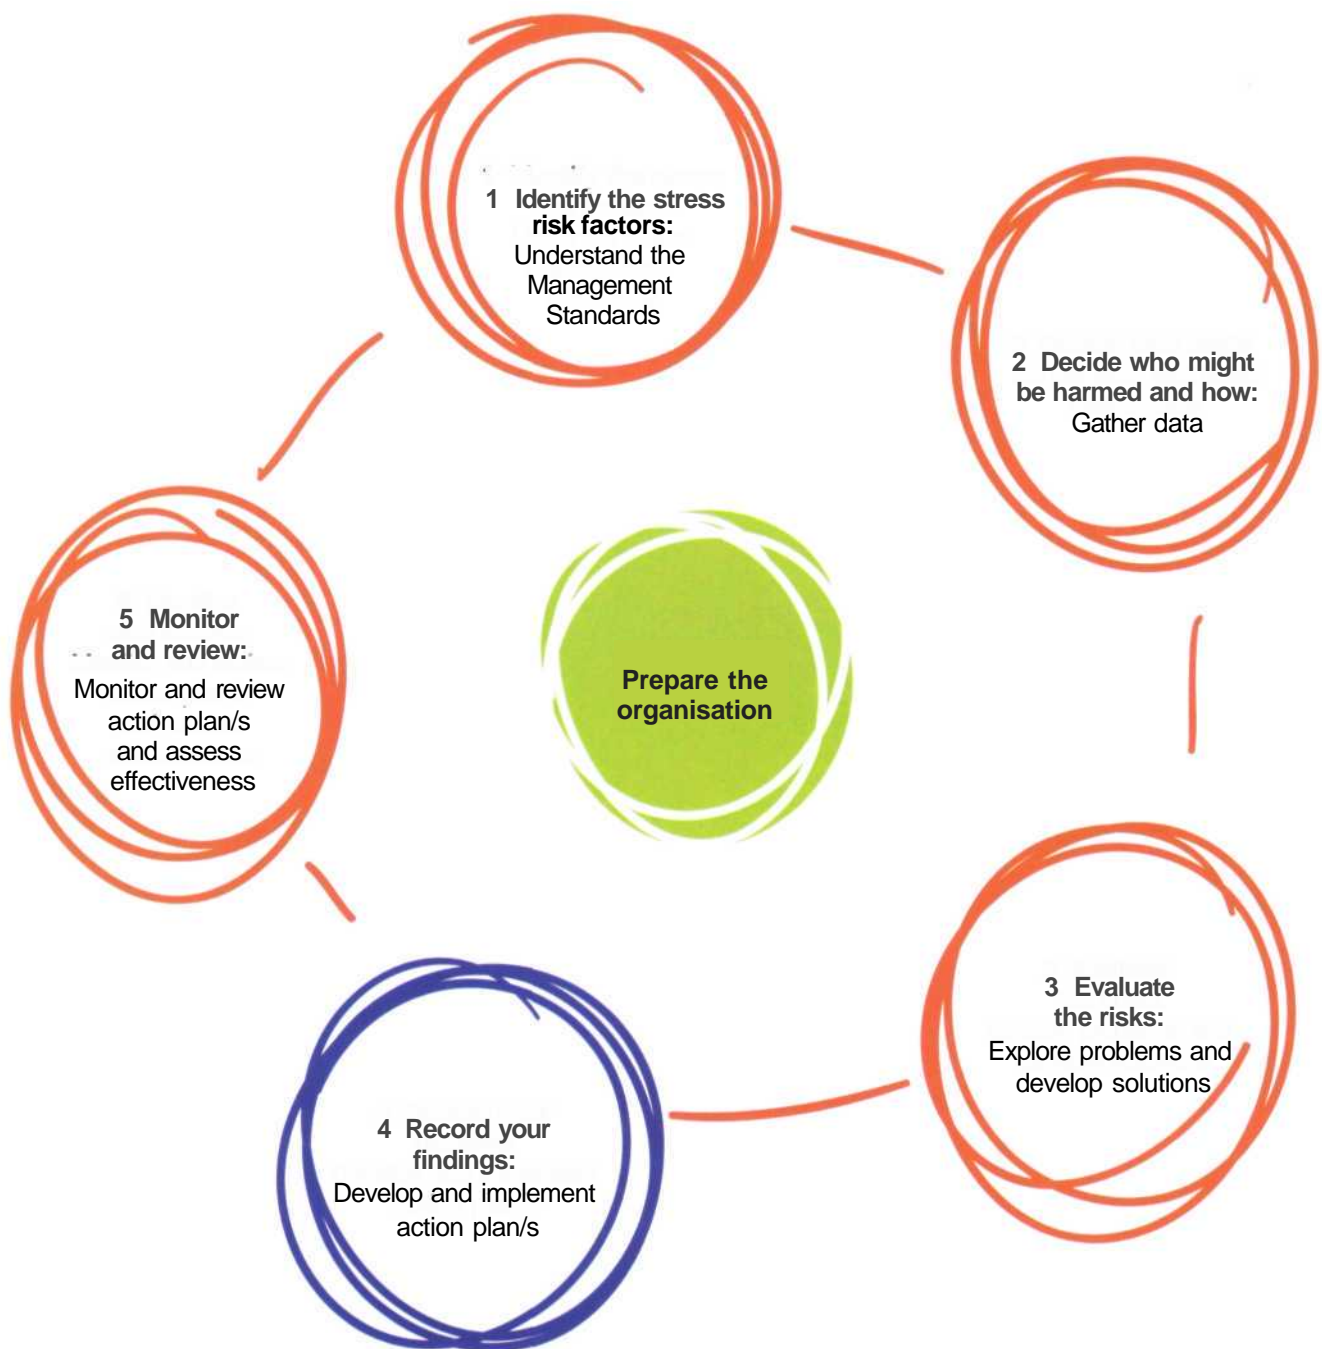 1 Identify the stress
risk factors:
Understand the
Management
Standards
2 Decide who might
be harmed and how:
Gather data
3 Evaluate
the risks:
Explore problems and
develop solutions
4 Record your
findings:
Develop and implement
action plan/s
5 Monitor
and review:
Monitor and review
action plan/s
and assess
effectiveness
Prepare the
organisation